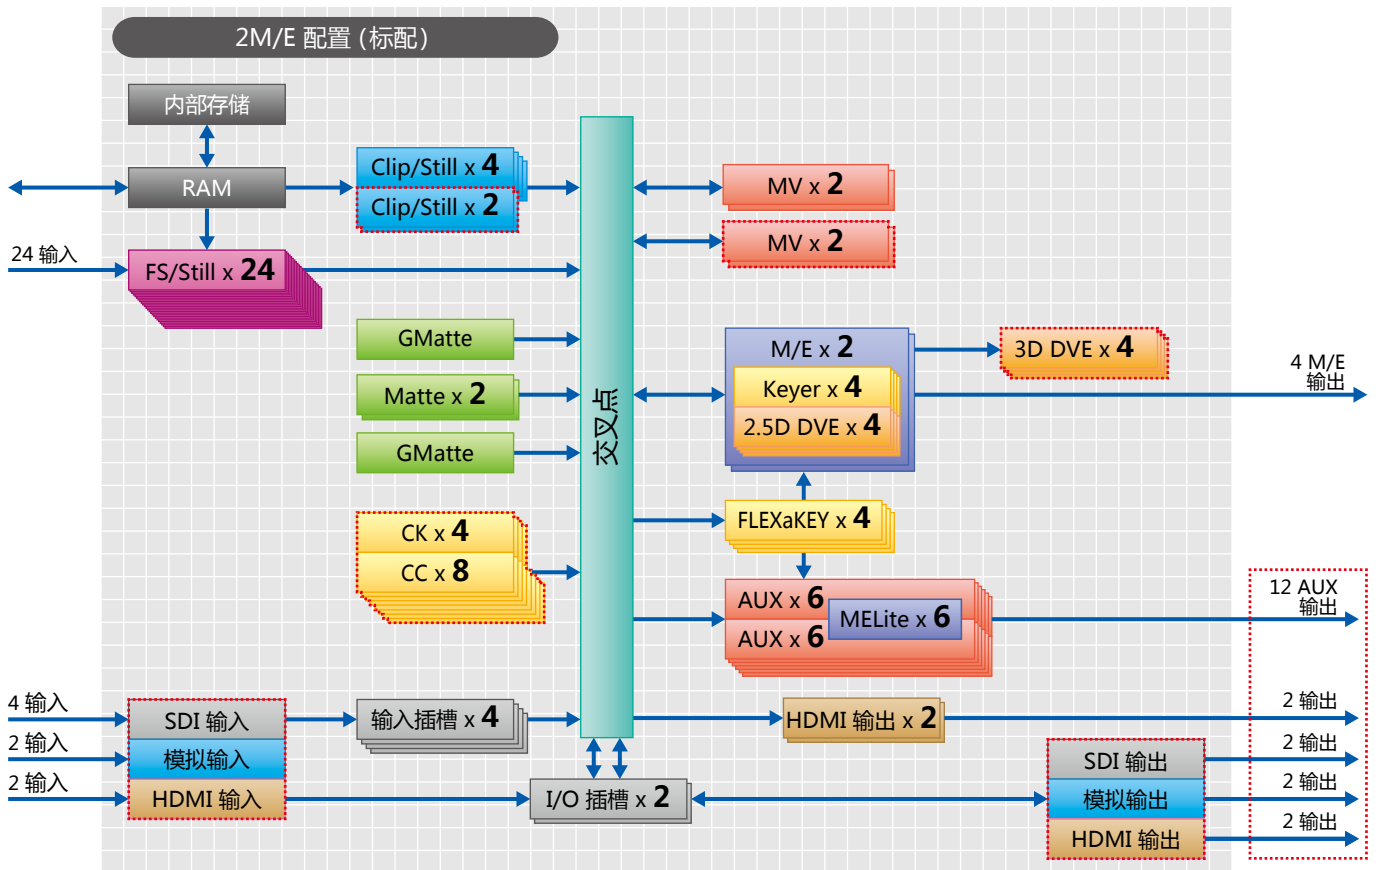 2M/E 配置 (标配)
内部存储
RAM
Clip/Still x 4
Clip/Still x 2
24 输入
FS/Still x 24
GMatte
Matte x 2
GMatte
CK x 4
CC x 8
交叉点
MV x 2
MV x 2
M/E x 2
Keyer x 4
2.5D DVE x 4
3D DVE x 4
4 M/E
输出
FLEXaKEY x 4
AUX x 6
MELite x 6
AUX x 6
12 AUX
输出
4 输入
2 输入
2 输入
SDI 输入
模拟输入
HDMI 输入
输入插槽 x 4
I/O 插槽 x 2
HDMI 输出 x 2
SDI 输出
模拟输出
HDMI 输出
2 输出
2 输出
2 输出
2 输出